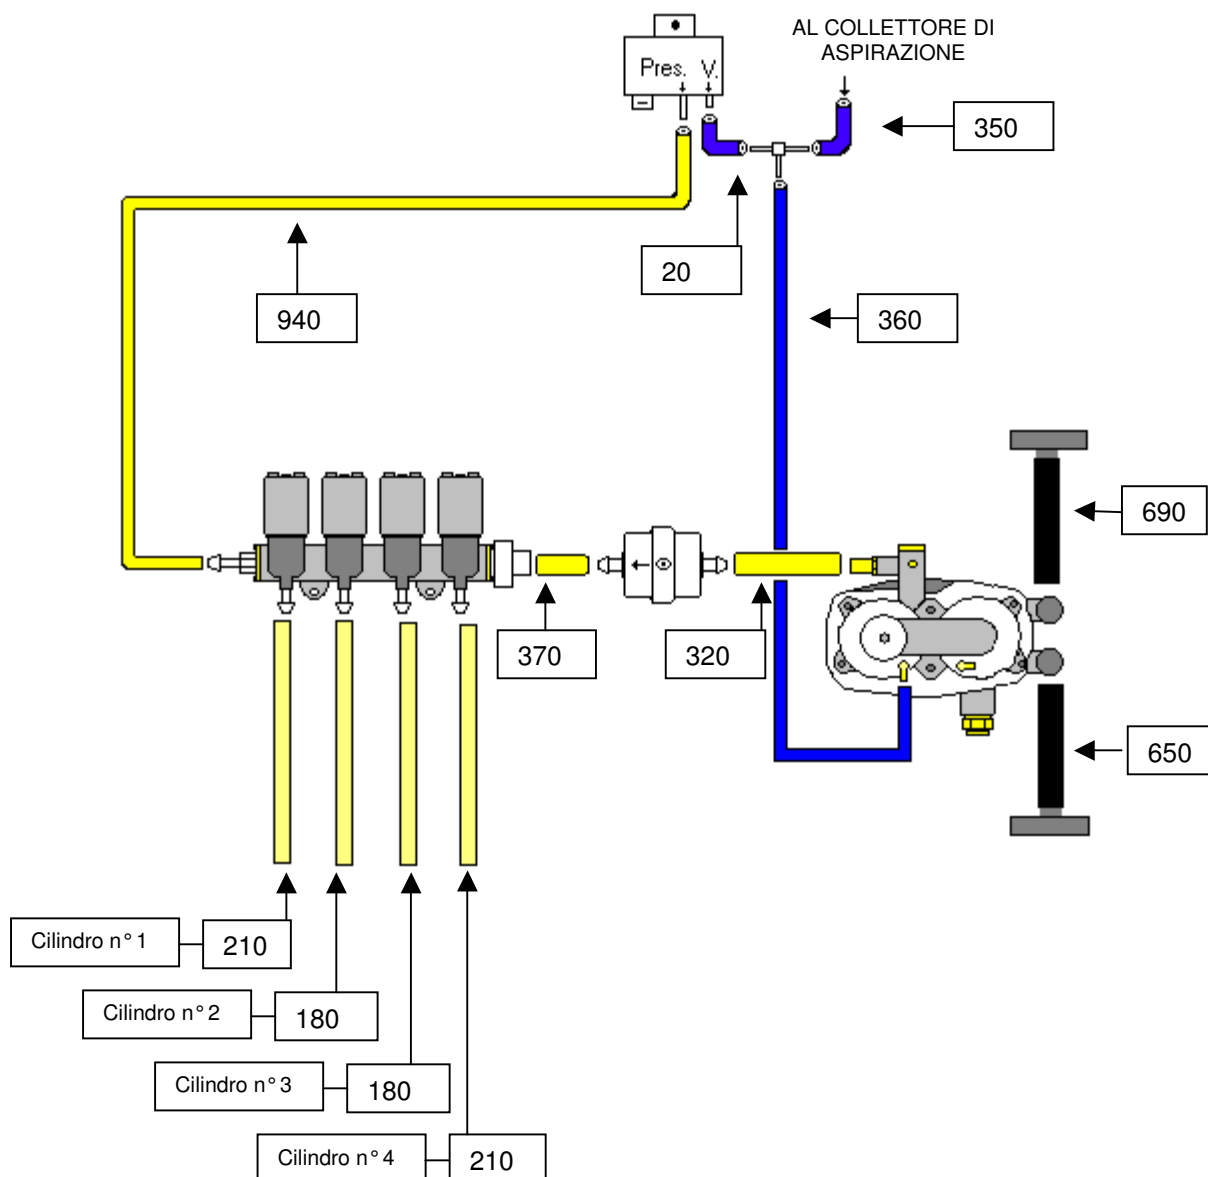 AL COLLETTORE DI
ASPIRAZIONE
Pres. V.
350
20
940
360
690
370
320
650
Cilindro n° 1
210
Cilindro n° 2
180
Cilindro n° 3
180
Cilindro n° 4
210